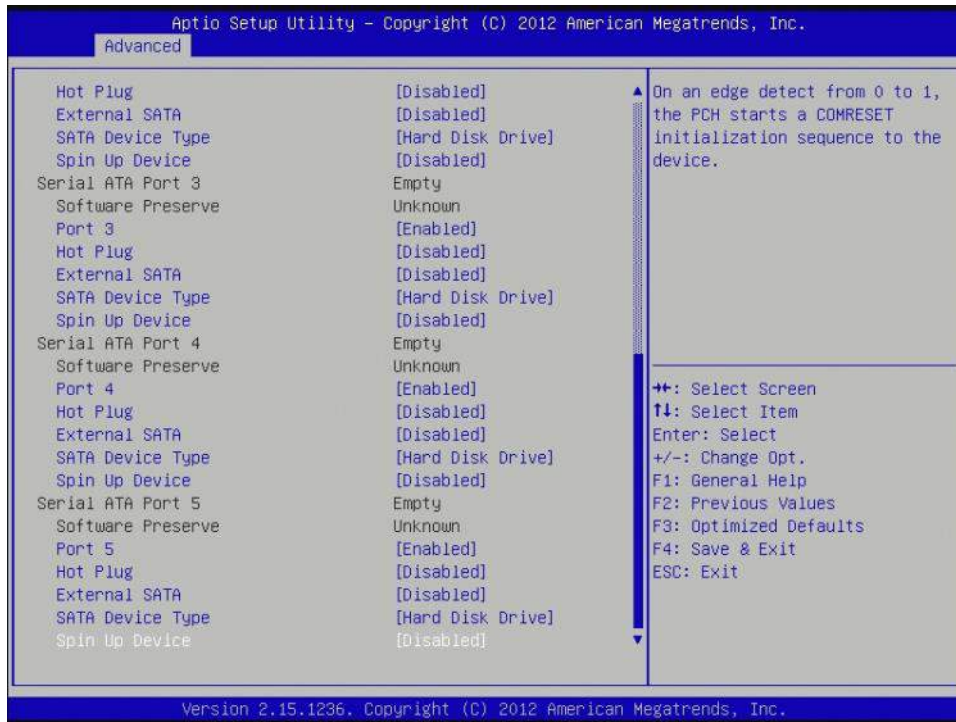 Aptio Setup Utility – Copyright (C) 2012 American Megatrends, Inc.
Advanced
Hot Plug [Disabled]
External SATA [Disabled]
SATA Device Type [Hard Disk Drive]
Spin Up Device [Disabled]
Serial ATA Port 3 Empty
Software Preserve Unknown
Port 3 [Enabled]
Hot Plug [Disabled]
External SATA [Disabled]
SATA Device Type [Hard Disk Drive]
Spin Up Device [Disabled]
Serial ATA Port 4 Empty
Software Preserve Unknown
Port 4 [Enabled]
Hot Plug [Disabled]
External SATA [Disabled]
SATA Device Type [Hard Disk Drive]
Spin Up Device [Disabled]
Serial ATA Port 5 Empty
Software Preserve Unknown
Port 5 [Enabled]
Hot Plug [Disabled]
External SATA [Disabled]
SATA Device Type [Hard Disk Drive]
Spin Up Device [Disabled]
On an edge detect from 0 to 1,
the PCH starts a COMRESET
initialization sequence to the
device.
→←: Select Screen
↑↓: Select Item
Enter: Select
+/-: Change Opt.
F1: General Help
F2: Previous Values
F3: Optimized Defaults
F4: Save & Exit
ESC: Exit
Version 2.15.1236. Copyright (C) 2012 American Megatrends, Inc.